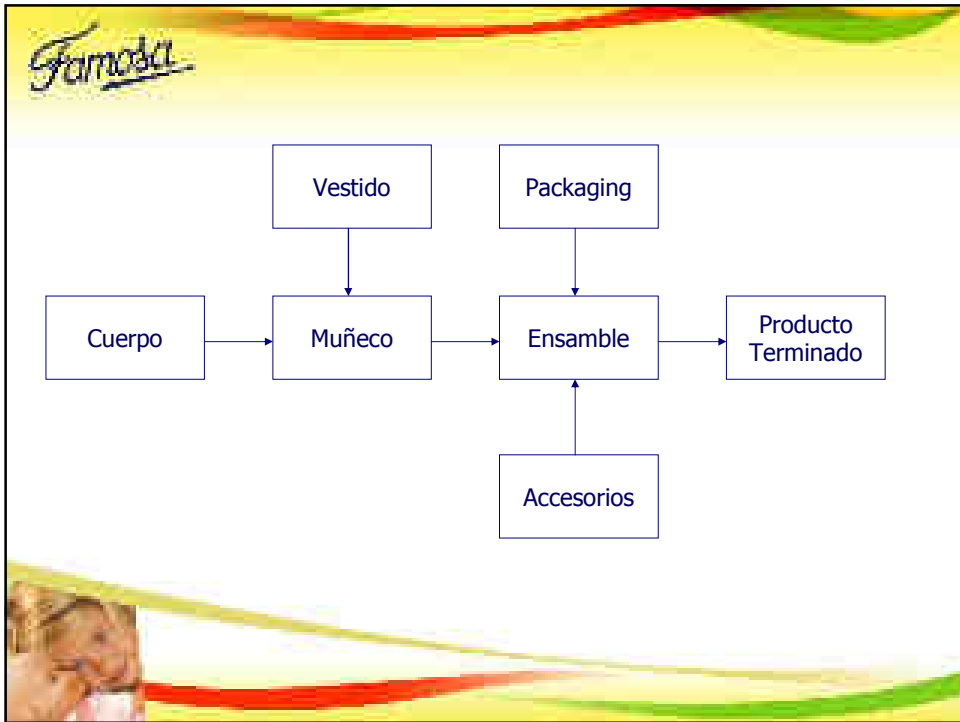 Famosa
Vestido
Packaging
Cuerpo
Muñeco
Ensamble
Producto
Terminado
Accesorios